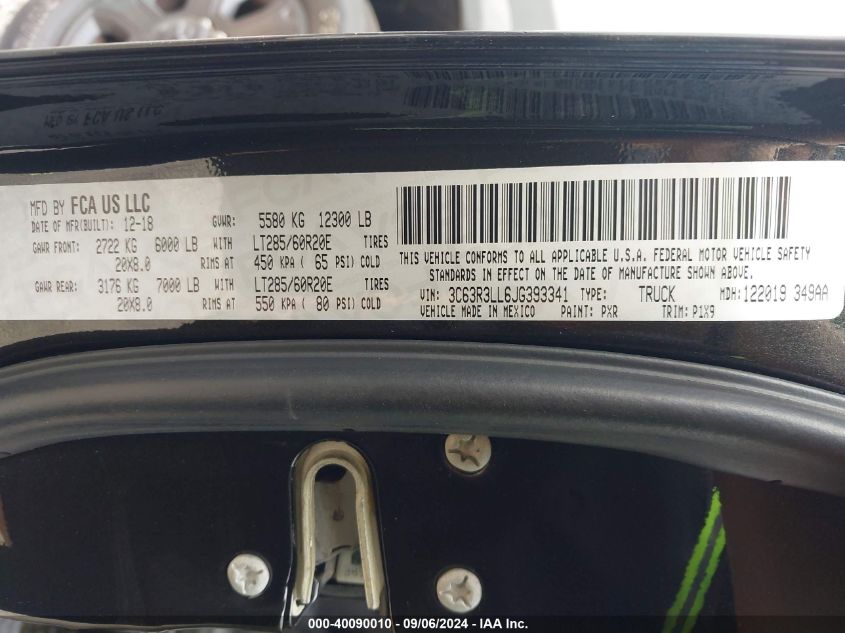 MFD BY FCA US LLC
DATE OF MFR(BUILT): 12-18 GVWR: 5580 KG 12300 LB
GAWR FRONT: 2722 KG 6000 LB WITH LT285/60R20E TIRES
20X8.0 RIMS AT 450 KPA ( 65 PSI) COLD
GAWR REAR: 3176 KG 7000 LB WITH LT285/60R20E TIRES
20X8.0 RIMS AT 550 KPA ( 80 PSI) COLD
THIS VEHICLE CONFORMS TO ALL APPLICABLE U.S.A. FEDERAL MOTOR VEHICLE SAFETY
STANDARDS IN EFFECT ON THE DATE OF MANUFACTURE SHOWN ABOVE.
VIN: 3C63R3LL6JG393341 TYPE: TRUCK MDH: 122019 349AA
VEHICLE MADE IN MEXICO PAINT: PXR TRIM: P1X9
000-40090010 - 09/06/2024 - IAA Inc.